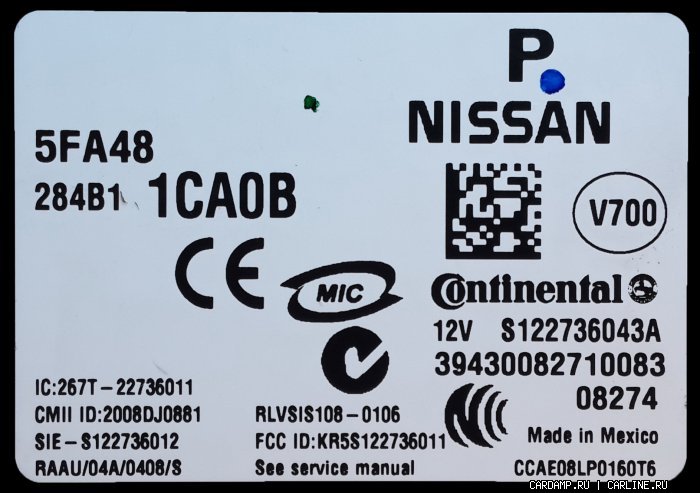 P
NISSAN
5FA48
284B1 1CA0B
V700
CE
MIC
Continental
12V S122736043A
39430082710083
08274
IC:267T-22736011
CMII ID:2008DJ0881
SIE-S122736012
RAAU/04A/0408/S
RLVSIS108-0106
FCC ID:KR5S122736011
See service manual
Made in Mexico
CCAE08LP0160T6
CARDAMP.RU | CARLINE.RU